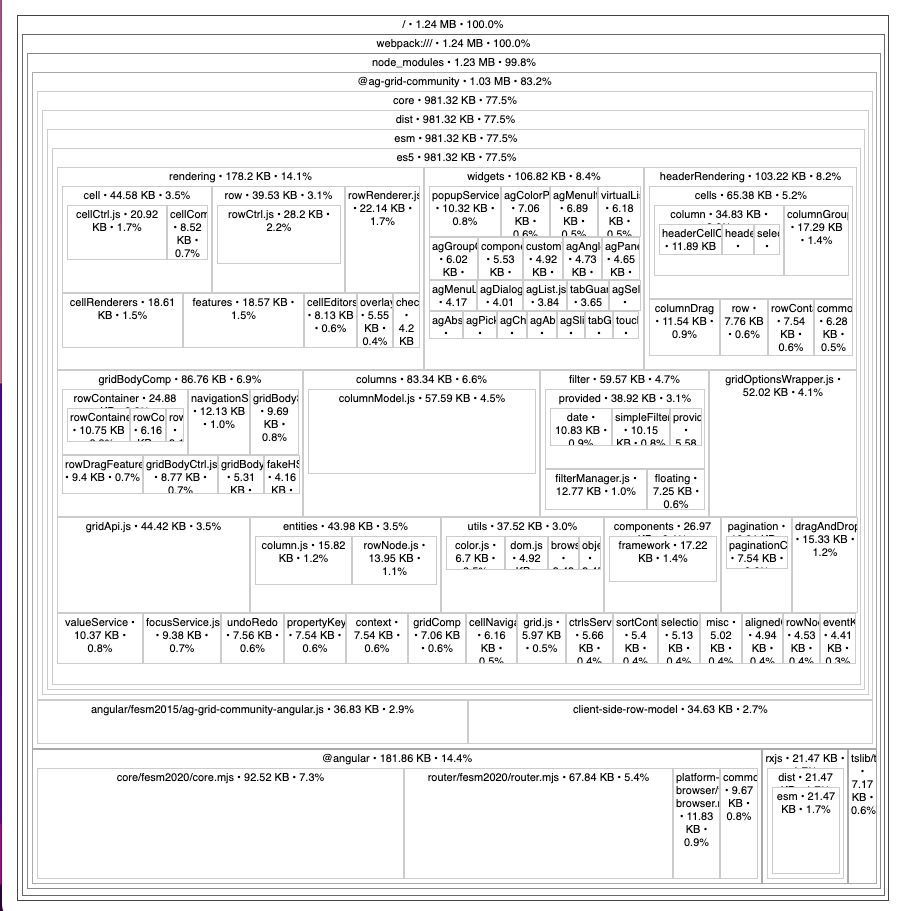 / • 1.24 MB • 100.0%
webpack:/// • 1.24 MB • 100.0%
node_modules • 1.23 MB • 99.8%
@ag-grid-community • 1.03 MB • 83.2%
core • 981.32 KB • 77.5%
dist • 981.32 KB • 77.5%
esm • 981.32 KB • 77.5%
es5 • 981.32 KB • 77.5%
rendering • 178.2 KB • 14.1%
cell • 44.58 KB • 3.5%
cellCtrl.js • 20.92
KB • 1.7%
cellCom
• 8.52
KB •
0.7%
row • 39.53 KB • 3.1%
rowCtrl.js • 28.2 KB •
2.2%
rowRenderer.js
• 22.14 KB •
1.7%
cellRenderers • 18.61
KB • 1.5%
features • 18.57 KB •
1.5%
cellEditors
• 8.13 KB
• 0.6%
overlay
• 5.55
KB •
0.4%
chec
•
4.2
KB
widgets • 106.82 KB • 8.4%
popupService
• 10.32 KB •
0.8%
agColorP
• 7.06
KB •
0.6%
agMenuI
• 6.89
KB •
0.5%
virtualLi
• 6.18
KB •
0.5%
agGroup
• 6.02
KB •
compone
• 5.53
KB •
custom
• 4.92
KB •
agAngl
• 4.73
KB •
agPane
• 4.65
KB •
agMenuL
• 4.17
agDialog
• 4.01
agList.js
• 3.84
tabGuar
• 3.65
agSel
•
agAbs
•
agPick
•
agCh
•
agAb
•
agSli
•
tabG
•
touc
•
headerRendering • 103.22 KB • 8.2%
cells • 65.38 KB • 5.2%
column • 34.83 KB •
headerCellC
• 11.89 KB
heade
•
selec
•
columnGrou
• 17.29 KB
• 1.4%
columnDrag
• 11.54 KB •
0.9%
row •
7.76 KB
• 0.6%
rowCont
• 7.54
KB •
0.6%
commo
• 6.28
KB •
0.5%
gridBodyComp • 86.76 KB • 6.9%
rowContainer • 24.88
rowContaine
• 10.75 KB
rowCo
• 6.16
row
•
navigationS
• 12.13 KB
• 1.0%
gridBody
• 9.69
KB •
0.8%
rowDragFeature
• 9.4 KB • 0.7%
gridBodyCtrl.js
• 8.77 KB •
0.7%
gridBody
• 5.31
KB •
fakeHS
• 4.16
KB •
columns • 83.34 KB • 6.6%
columnModel.js • 57.59 KB • 4.5%
filter • 59.57 KB • 4.7%
provided • 38.92 KB • 3.1%
date •
10.83 KB •
0.9%
simpleFilte
• 10.15
KB • 0.8%
provic
•
5.58
filterManager.js •
12.77 KB • 1.0%
floating •
7.25 KB •
0.6%
gridOptionsWrapper.js •
52.02 KB • 4.1%
gridApi.js • 44.42 KB • 3.5%
entities • 43.98 KB • 3.5%
column.js • 15.82
KB • 1.2%
rowNode.js •
13.95 KB •
1.1%
utils • 37.52 KB • 3.0%
color.js •
6.7 KB •
dom.js
• 4.92
KB •
brows
•
obje
•
components • 26.97
framework • 17.22
KB • 1.4%
pagination •
paginationC
• 7.54 KB •
dragAndDrop
• 15.33 KB •
1.2%
valueService •
10.37 KB •
0.8%
focusService.js
• 9.38 KB •
0.7%
undoRedo
• 7.56 KB •
0.6%
propertyKey
• 7.54 KB
• 0.6%
context •
7.54 KB •
0.6%
gridComp
• 7.06 KB
• 0.6%
cellNaviga
• 6.16
KB •
0.5%
grid.js •
5.97 KB
• 0.5%
ctrlsServ
• 5.66
KB •
0.4%
sortCont
• 5.4
KB •
0.4%
selectio
• 5.13
KB •
0.4%
misc •
5.02
KB •
0.4%
aligned
• 4.94
KB •
0.4%
rowNo
• 4.53
KB •
0.4%
eventK
• 4.41
KB •
0.3%
angular/fesm2015/ag-grid-community-angular.js • 36.83 KB • 2.9%
client-side-row-model • 34.63 KB • 2.7%
@angular • 181.86 KB • 14.4%
core/fesm2020/core.mjs • 92.52 KB • 7.3%
router/fesm2020/router.mjs • 67.84 KB • 5.4%
platform-
browser/
browser.
• 11.83
KB •
0.9%
commo
• 9.67
KB •
0.8%
rxjs • 21.47 KB •
dist • 21.47
esm • 21.47
KB • 1.7%
tslib/t
•
7.17
KB •
0.6%